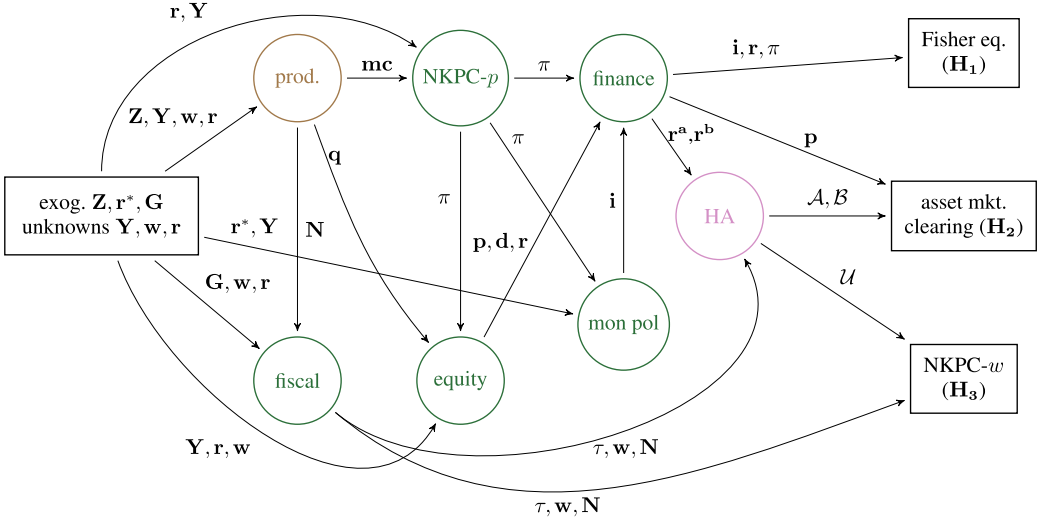 r, Y
Fisher eq.
(H₁)
i, r, π
prod.
mc
NKPC-p
π
finance
Z, Y, w, r
q
π
rᵃ,rᵇ
p
exog. Z, r*, G
unknowns Y, w, r
r*, Y
N
π
p, d, r
i
HA
𝒜, ℬ
asset mkt.
clearing (H₂)
G, w, r
𝒰
mon pol
fiscal
equity
NKPC-w
(H₃)
Y, r, w
τ, w, N
τ, w, N